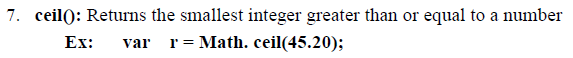 7. ceil(): Returns the smallest integer greater than or equal to a number
Ex: var r = Math. ceil(45.20);